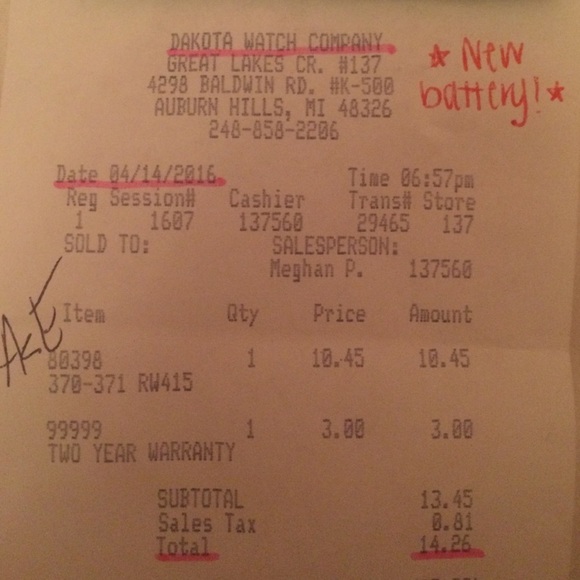 DAKOTA WATCH COMPANY
GREAT LAKES CR. #137
4298 BALDWIN RD. #K-500
AUBURN HILLS, MI 48326
248-858-2206
* New
battery! *
Date 04/14/2016 Time 06:57pm
Reg Session# Cashier Trans# Store
1 1607 137560 29465 137
SOLD TO: SALESPERSON:
Meghan P. 137560
AKE
Item Qty Price Amount
80398 1 10.45 10.45
370-371 RW415
99999 1 3.00 3.00
TWO YEAR WARRANTY
SUBTOTAL 13.45
Sales Tax 0.81
Total 14.26